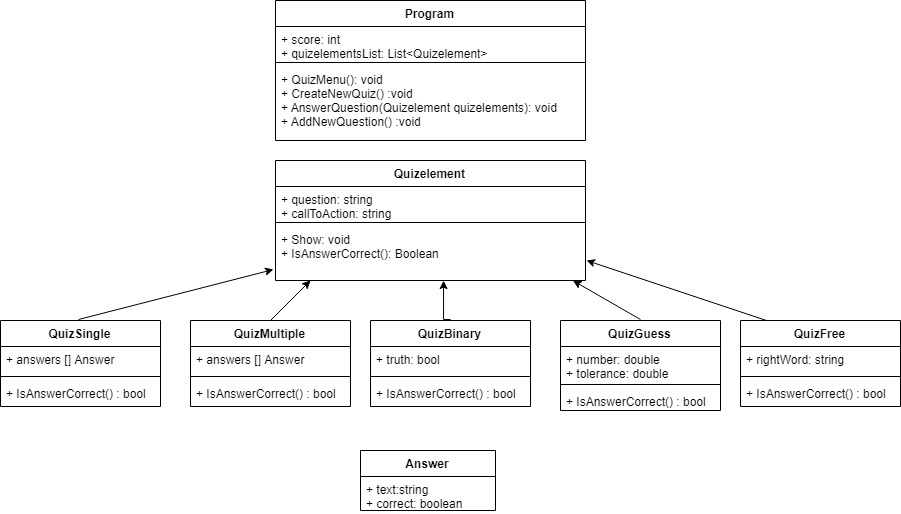 Program
+ score: int
+ quizelementsList: List<Quizelement>
+ QuizMenu(): void
+ CreateNewQuiz() :void
+ AnswerQuestion(Quizelement quizelements): void
+ AddNewQuestion() :void
Quizelement
+ question: string
+ callToAction: string
+ Show: void
+ IsAnswerCorrect(): Boolean
QuizSingle
+ answers [] Answer
+ IsAnswerCorrect() : bool
QuizMultiple
+ answers [] Answer
+ IsAnswerCorrect() : bool
QuizBinary
+ truth: bool
+ IsAnswerCorrect() : bool
QuizGuess
+ number: double
+ tolerance: double
+ IsAnswerCorrect() : bool
QuizFree
+ rightWord: string
+ IsAnswerCorrect() : bool
Answer
+ text:string
+ correct: boolean